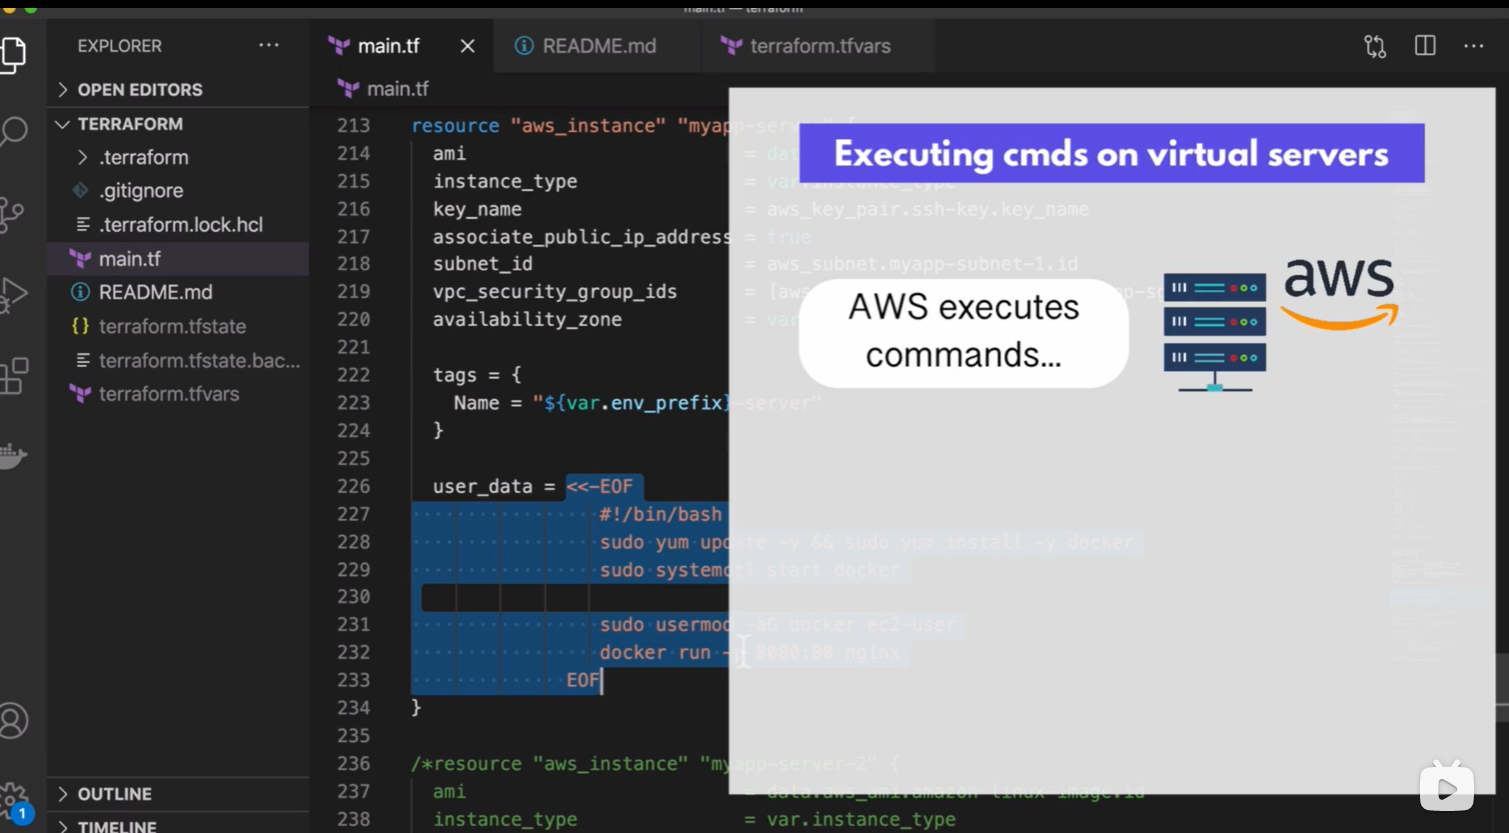 main.tf — terraform
EXPLORER
main.tf
README.md
terraform.tfvars
OPEN EDITORS
main.tf
TERRAFORM
.terraform
.gitignore
.terraform.lock.hcl
main.tf
README.md
{} terraform.tfstate
terraform.tfstate.bac...
terraform.tfvars
OUTLINE
TIMELINE
1
213 resource "aws_instance" "myapp-server" {
214 ami = dat
215 instance_type = var.instance_type
216 key_name = aws_key_pair.ssh-key.key_name
217 associate_public_ip_address = true
218 subnet_id = aws_subnet.myapp-subnet-1.id
219 vpc_security_group_ids = [aws p-sg
220 availability_zone = var
221
222 tags = {
223 Name = "${var.env_prefix}-server"
224 }
225
226 user_data = <<-EOF
227 #!/bin/bash
228 sudo yum update -y && sudo yum install -y docker
229 sudo systemctl start docker
230
231 sudo usermod -aG docker ec2-user
232 docker run -p 8080:80 nginx
233 EOF
234 }
235
236 /*resource "aws_instance" "myapp-server-2" {
237 ami = data.aws_ami.amazon-linux-image.id
238 instance_type = var.instance_type
Executing cmds on virtual servers
AWS executes
commands...
aws